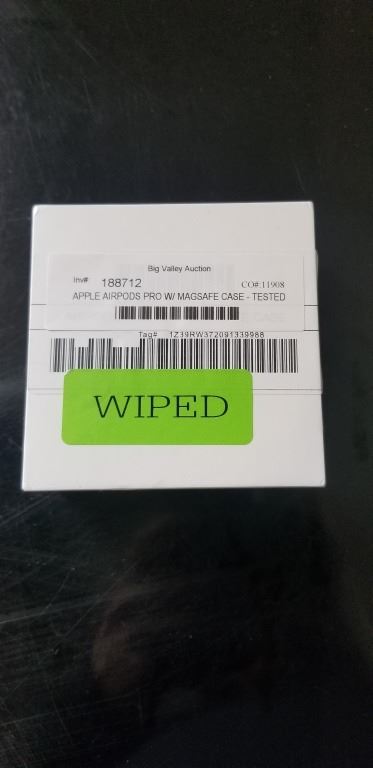 Big Valley Auction
Inv# 188712 CO#:11908
APPLE AIRPODS PRO W/ MAGSAFE CASE - TESTED
Tag# 1Z39RW372091339988
WIPED